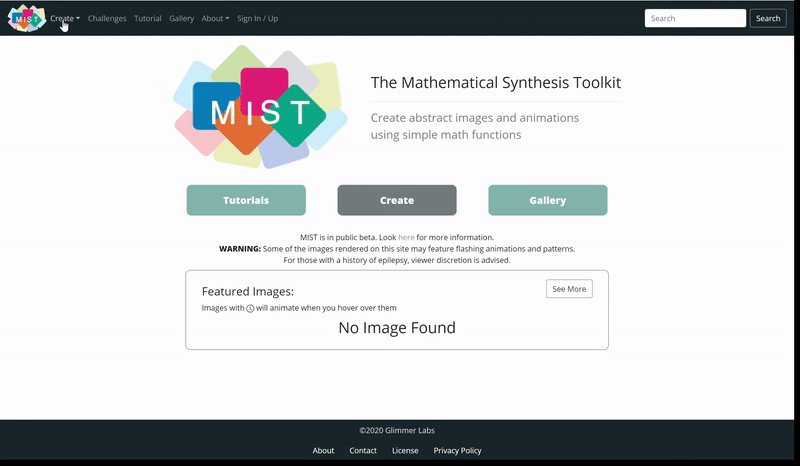 MIST Create Challenges Tutorial Gallery About Sign In / Up Search Search
MIST
The Mathematical Synthesis Toolkit
Create abstract images and animations
using simple math functions
Tutorials Create Gallery
MIST is in public beta. Look here for more information.
WARNING: Some of the images rendered on this site may feature flashing animations and patterns.
For those with a history of epilepsy, viewer discretion is advised.
Featured Images:
See More
Images with will animate when you hover over them
No Image Found
©2020 Glimmer Labs
About Contact License Privacy Policy